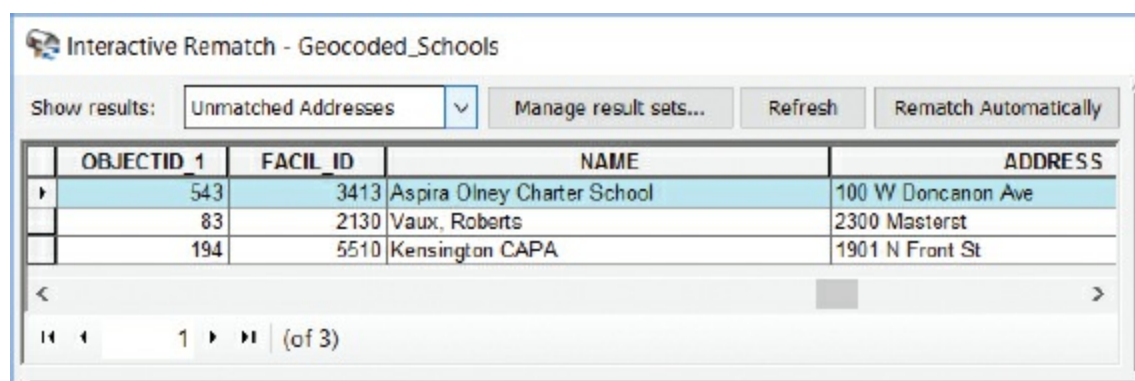 Interactive Rematch - Geocoded_Schools
Show results: Unmatched Addresses Manage result sets... Refresh Rematch Automatically
OBJECTID_1 FACIL_ID NAME ADDRESS
543 3413 Aspira Olney Charter School 100 W Doncanon Ave
83 2130 Vaux, Roberts 2300 Masterst
194 5510 Kensington CAPA 1901 N Front St
1 (of 3)